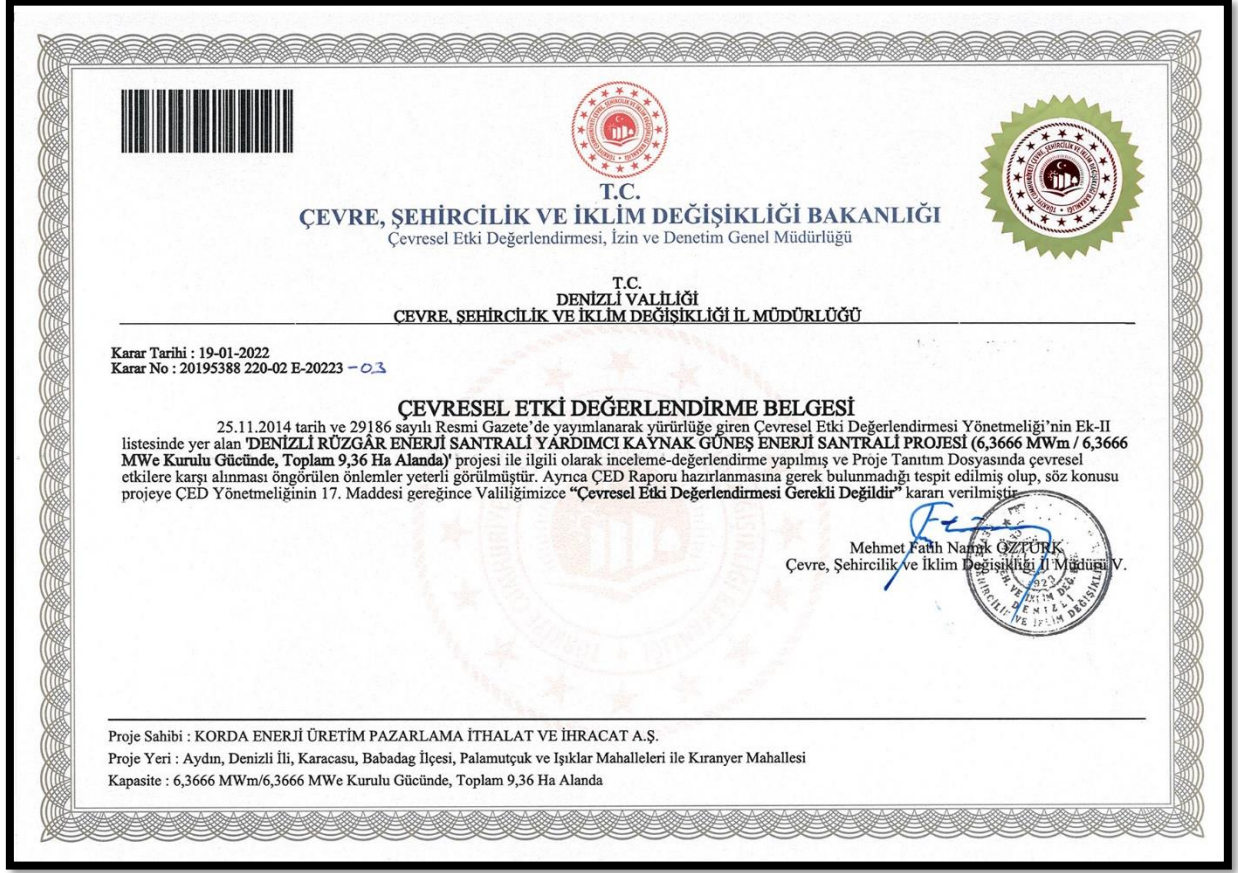 T.C.
ÇEVRE, ŞEHİRCİLİK VE İKLİM DEĞİŞİKLİĞİ BAKANLIĞI
Çevresel Etki Değerlendirmesi, İzin ve Denetim Genel Müdürlüğü
T.C.
DENİZLİ VALİLİĞİ
ÇEVRE, ŞEHİRCİLİK VE İKLİM DEĞİŞİKLİĞİ İL MÜDÜRLÜĞÜ
Karar Tarihi : 19-01-2022
Karar No : 20195388 220-02 E-20223 -03
ÇEVRESEL ETKİ DEĞERLENDİRME BELGESİ
25.11.2014 tarih ve 29186 sayılı Resmi Gazete’de yayımlanarak yürürlüğe giren Çevresel Etki Değerlendirmesi Yönetmeliği’nin Ek-II
listesinde yer alan 'DENİZLİ RÜZGÂR ENERJİ SANTRALİ YARDIMCI KAYNAK GÜNEŞ ENERJİ SANTRALİ PROJESİ (6,3666 MWm / 6,3666
MWe Kurulu Gücünde, Toplam 9,36 Ha Alanda)' projesi ile ilgili olarak inceleme-değerlendirme yapılmış ve Proje Tanıtım Dosyasında çevresel
etkilere karşı alınması öngörülen önlemler yeterli görülmüştür. Ayrıca ÇED Raporu hazırlanmasına gerek bulunmadığı tespit edilmiş olup, söz konusu
projeye ÇED Yönetmeliğinin 17. Maddesi gereğince Valiliğimizce “Çevresel Etki Değerlendirmesi Gerekli Değildir” kararı verilmiştir.
Mehmet Fatih Namık ÖZTÜRK
Çevre, Şehircilik ve İklim Değişikliği İl Müdürü V.
Proje Sahibi : KORDA ENERJİ ÜRETİM PAZARLAMA İTHALAT VE İHRACAT A.Ş.
Proje Yeri : Aydın, Denizli İli, Karacasu, Babadag İlçesi, Palamutçuk ve Işıklar Mahalleleri ile Kıranyer Mahallesi
Kapasite : 6,3666 MWm/6,3666 MWe Kurulu Gücünde, Toplam 9,36 Ha Alanda